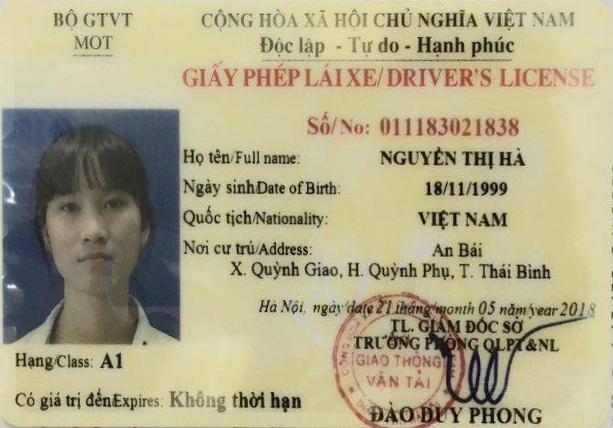 BỘ GTVT
MOT
CỘNG HÒA XÃ HỘI CHỦ NGHĨA VIỆT NAM
Độc lập - Tự do - Hạnh phúc
GIẤY PHÉP LÁI XE/ DRIVER'S LICENSE
Số/No: 011183021838
Họ tên/Full name: NGUYỄN THỊ HÀ
Ngày sinh/Date of Birth: 18/11/1999
Quốc tịch/Nationality: VIỆT NAM
Nơi cư trú/Address: An Bái
X. Quỳnh Giao, H. Quỳnh Phụ, T. Thái Bình
Hà Nội, ngày/date 21 tháng/month 05 năm/year 2018
TL. GIÁM ĐỐC SỞ
TRƯỞNG PHÒNG QLPT&NL
GIAO THÔNG
VẬN TẢI
Hạng/Class: A1
Có giá trị đến/Expires: Không thời hạn
ĐÀO DUY PHONG